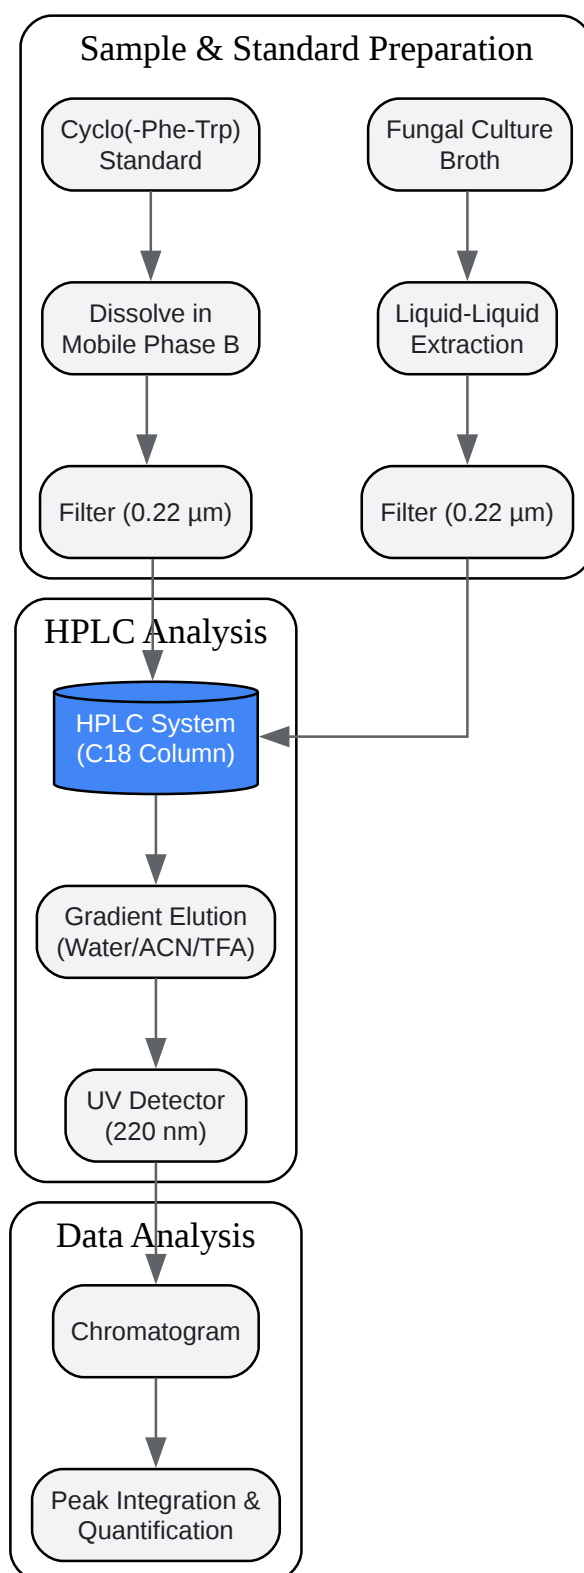 Sample & Standard Preparation
Cyclo(-Phe-Trp)
Standard
Fungal Culture
Broth
Dissolve in
Mobile Phase B
Liquid-Liquid
Extraction
Filter (0.22 µm)
Filter (0.22 µm)
HPLC Analysis
HPLC System
(C18 Column)
Gradient Elution
(Water/ACN/TFA)
UV Detector
(220 nm)
Data Analysis
Chromatogram
Peak Integration &
Quantification